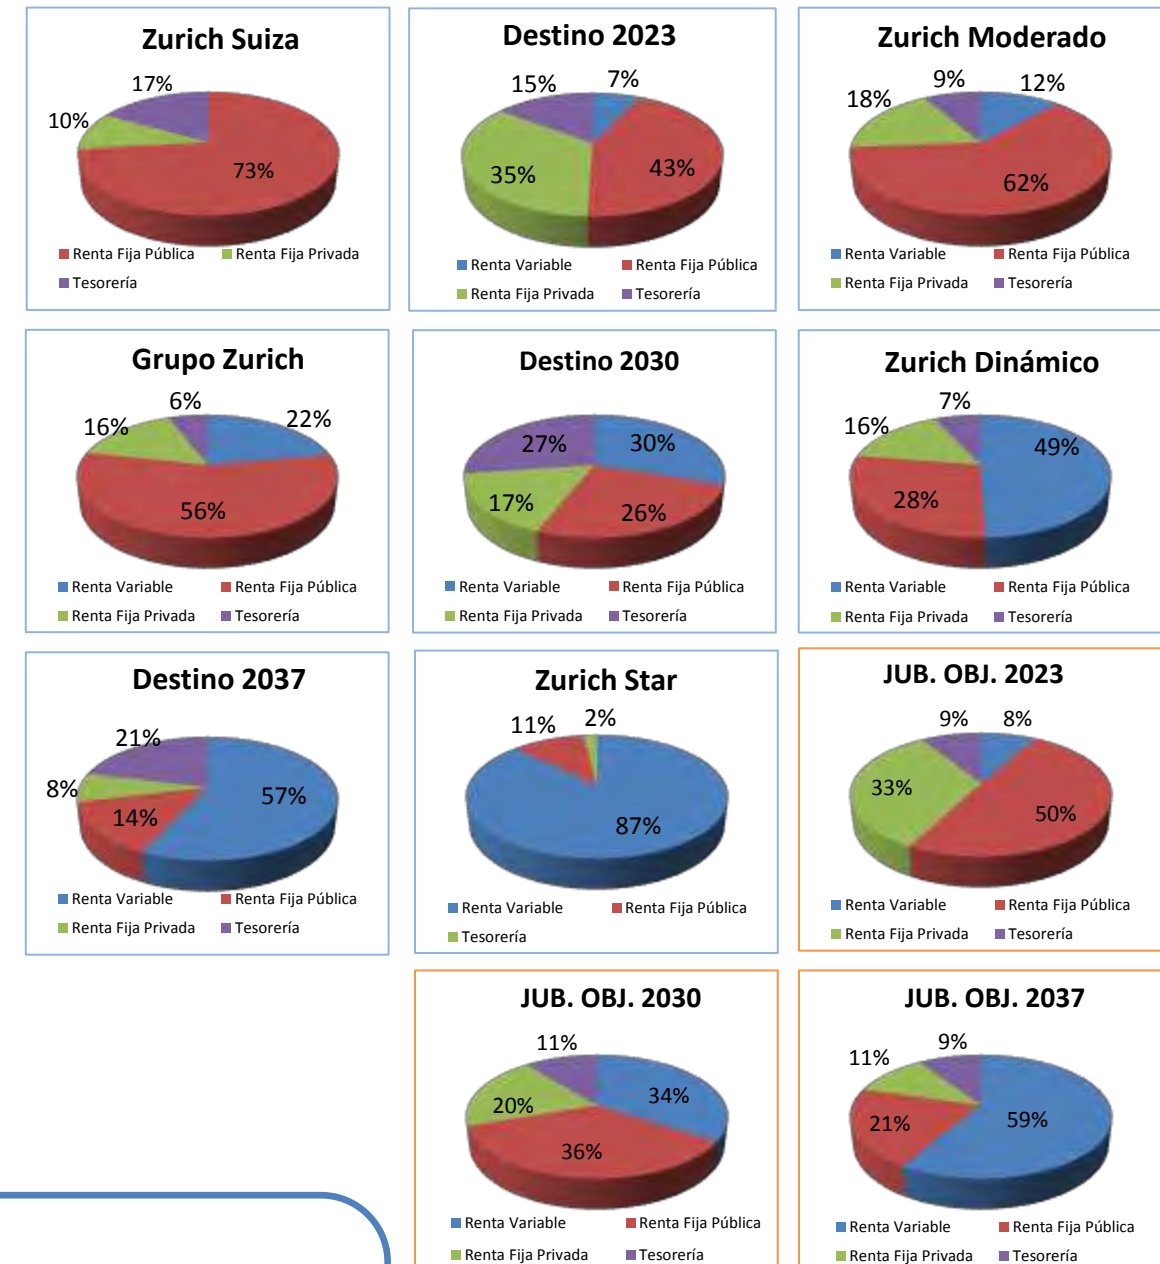 Zurich Suiza
17%
10%
73%
Renta Fija Pública Renta Fija Privada
Tesorería
Destino 2023
15% 7%
35% 43%
Renta Variable Renta Fija Pública
Renta Fija Privada Tesorería
Zurich Moderado
9% 12%
18%
62%
Renta Variable Renta Fija Pública
Renta Fija Privada Tesorería
Grupo Zurich
6%
16% 22%
56%
Renta Variable Renta Fija Pública
Renta Fija Privada Tesorería
Destino 2030
27% 30%
17% 26%
Renta Variable Renta Fija Pública
Renta Fija Privada Tesorería
Zurich Dinámico
7%
16% 49%
28%
Renta Variable Renta Fija Pública
Renta Fija Privada Tesorería
Destino 2037
21%
8% 57%
14%
Renta Variable Renta Fija Pública
Renta Fija Privada Tesorería
Zurich Star
11% 2%
87%
Renta Variable Renta Fija Pública
Tesorería
JUB. OBJ. 2023
9% 8%
33%
50%
Renta Variable Renta Fija Pública
Renta Fija Privada Tesorería
JUB. OBJ. 2030
11%
20% 34%
36%
Renta Variable Renta Fija Pública
Renta Fija Privada Tesorería
JUB. OBJ. 2037
9%
11%
21% 59%
Renta Variable Renta Fija Pública
Renta Fija Privada Tesorería